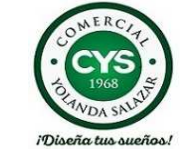 COMERCIAL
CYS
1968
YOLANDA SALAZAR
¡Diseña tus sueños!